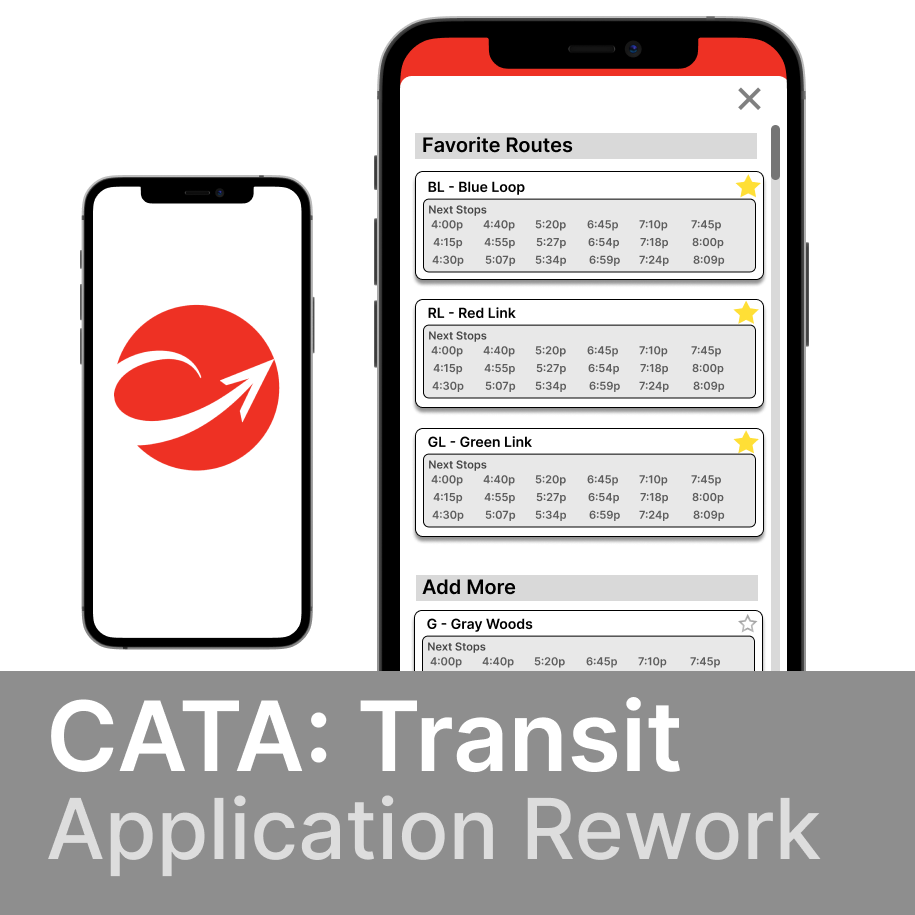 Favorite Routes
BL - Blue Loop
Next Stops
4:00p 4:40p 5:20p 6:45p 7:10p 7:45p
4:15p 4:55p 5:27p 6:54p 7:18p 8:00p
4:30p 5:07p 5:34p 6:59p 7:24p 8:09p
RL - Red Link
Next Stops
4:00p 4:40p 5:20p 6:45p 7:10p 7:45p
4:15p 4:55p 5:27p 6:54p 7:18p 8:00p
4:30p 5:07p 5:34p 6:59p 7:24p 8:09p
GL - Green Link
Next Stops
4:00p 4:40p 5:20p 6:45p 7:10p 7:45p
4:15p 4:55p 5:27p 6:54p 7:18p 8:00p
4:30p 5:07p 5:34p 6:59p 7:24p 8:09p
Add More
G - Gray Woods
Next Stops
4:00p 4:40p 5:20p 6:45p 7:10p 7:45p
CATA: Transit
Application Rework